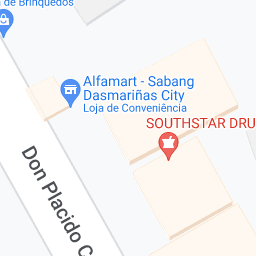 de Brinquedos
Alfamart - Sabang
Dasmariñas City
Loja de Conveniência
SOUTHSTAR DRU
Don Placido C